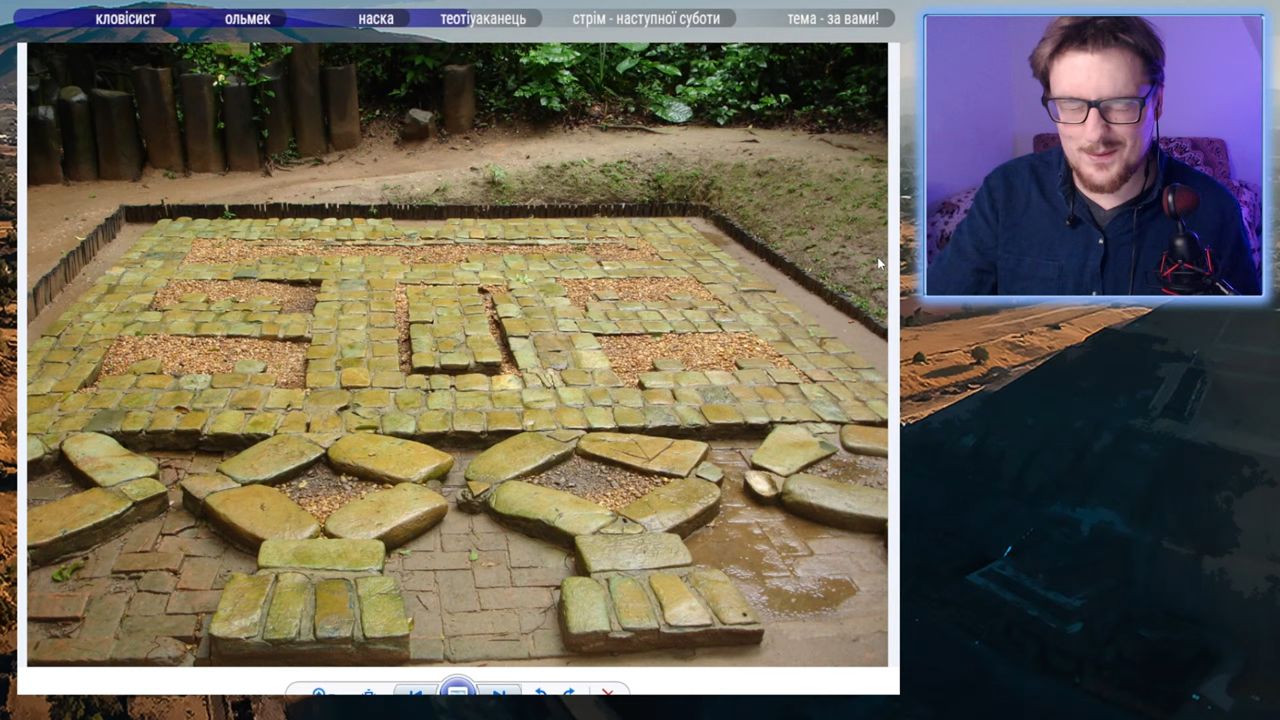 кловісист ольмек наска теотіуаканець стрім - наступної суботи тема - за вами!